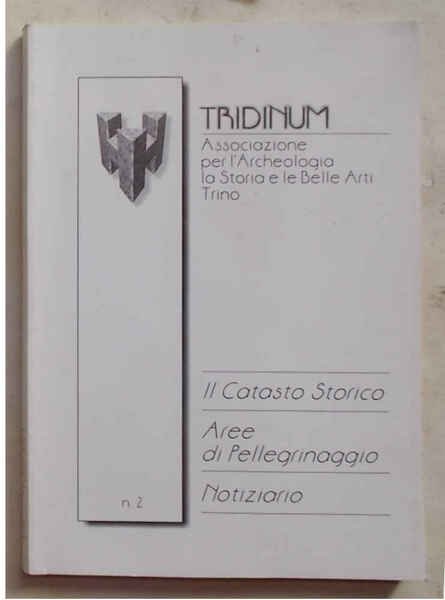 TRIDINUM
Associazione
per l'Archeologia
la Storia e le Belle Arti
Trino
Il Catasto Storico
Aree
di Pellegrinaggio
Notiziario
n. 2